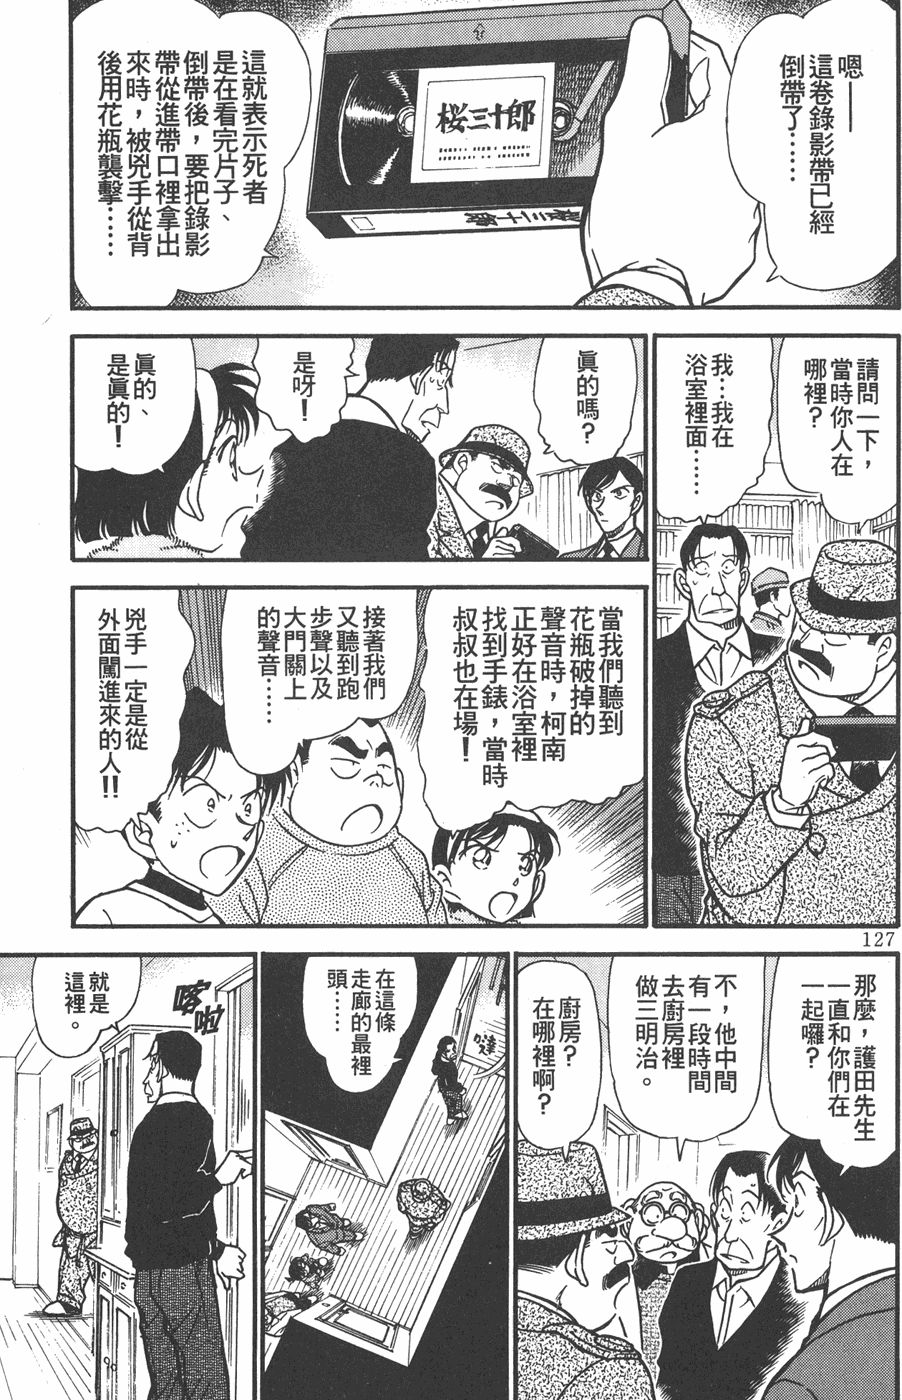 嗯——
這卷錄影帶已經
倒帶了……
桜三十郎
這就表示死者
是在看完片子、
倒帶後，要把錄影
帶從進帶口裡拿出
來時，被兇手從背
後用花瓶襲擊……
請問一下，
當時你人在
哪裡？
我…我在
浴室裡面……
眞的嗎？
是呀！
眞的、
是眞的！
當我們聽到
花瓶破掉的
聲音時，柯南
正好在浴室裡
找到手錶，當時
叔叔也在場！
接著我們
又聽到跑
步聲以及
大門關上
的聲音……
兇手一定是從
外面闖進來的人！！
127
那麼，護田先生
一直和你們在
一起囉？
不，他中間
有一段時間
去廚房裡
做三明治。
廚房？
在哪裡啊？
在這條
走廊的最裡
頭……
喀啦
就是
這裡。